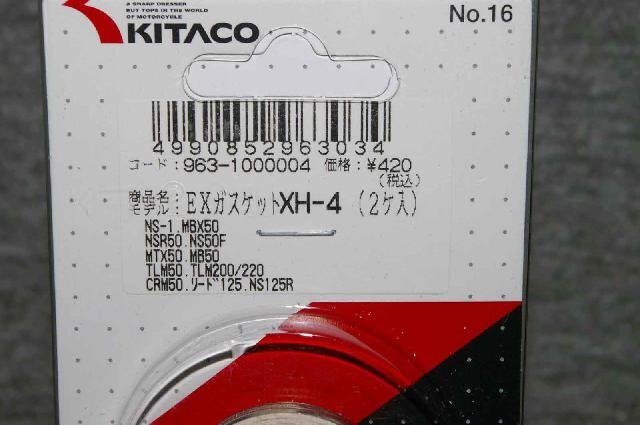 A SHARP DRESSER
BUT TOPS IN THE WORLD
OF MOTORCYCLE
KITACO
No.16
4990852963034
コード:963-1000004 価格:¥420
(税込)
商品名:
モデル:EXガスケットXH-4 (2ケ入)
NS-1.MBX50
NSR50.NS50F
MTX50.MB50
TLM50.TLM200/220
CRM50.リード125.NS125R